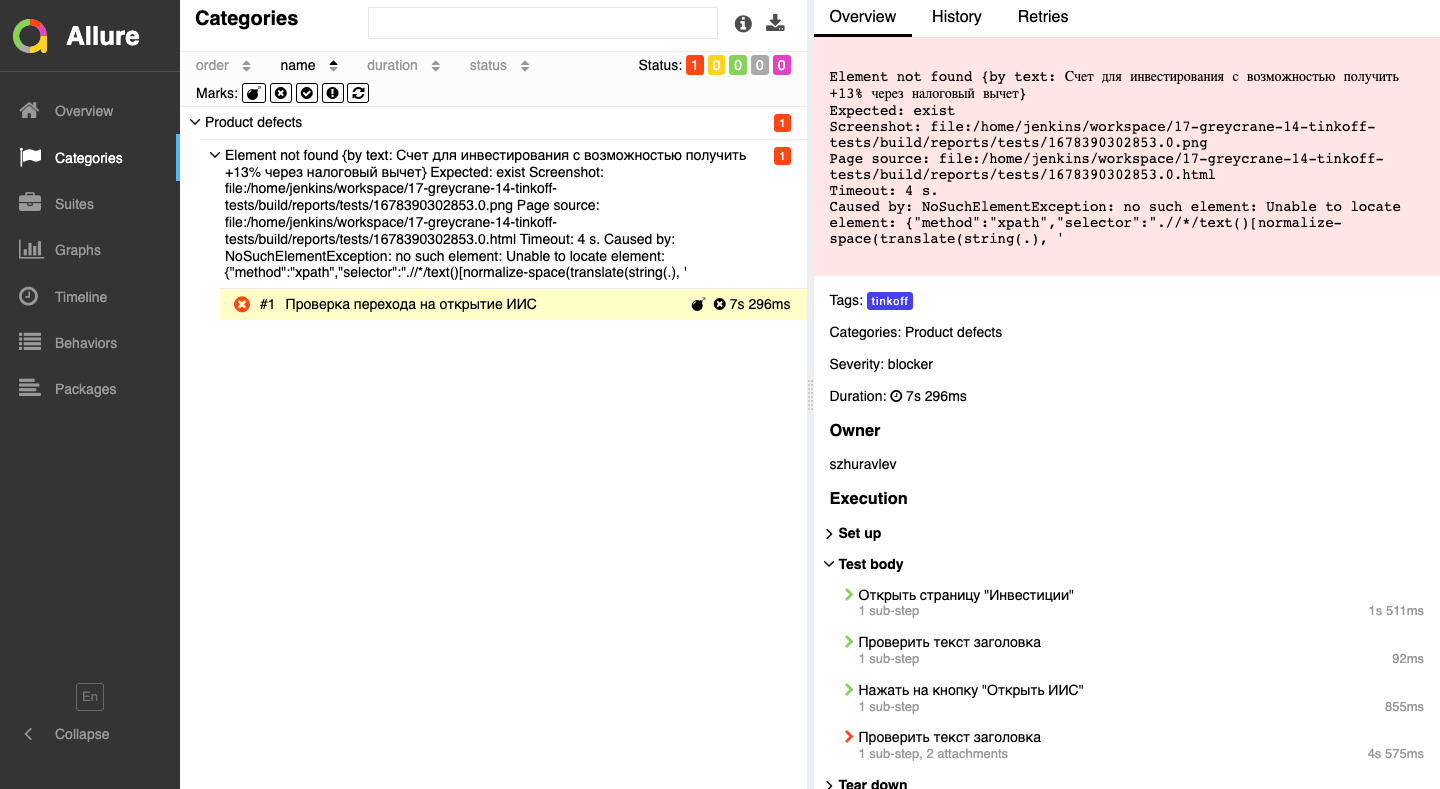 Allure
Overview
Categories
Suites
Graphs
Timeline
Behaviors
Packages
En
Collapse
Categories
order name duration status Status: 1 0 0 0 0
Marks:
Product defects 1
Element not found {by text: Счет для инвестирования с возможностью получить 1
+13% через налоговый вычет} Expected: exist Screenshot:
file:/home/jenkins/workspace/17-greycrane-14-tinkoff-
tests/build/reports/tests/1678390302853.0.png Page source:
file:/home/jenkins/workspace/17-greycrane-14-tinkoff-
tests/build/reports/tests/1678390302853.0.html Timeout: 4 s. Caused by:
NoSuchElementException: no such element: Unable to locate element:
{"method":"xpath","selector":".//*/text()[normalize-space(translate(string(.), '
#1 Проверка перехода на открытие ИИС 7s 296ms
Overview History Retries
Element not found {by text: Счет для инвестирования с возможностью получить
+13% через налоговый вычет}
Expected: exist
Screenshot: file:/home/jenkins/workspace/17-greycrane-14-tinkoff-
tests/build/reports/tests/1678390302853.0.png
Page source: file:/home/jenkins/workspace/17-greycrane-14-tinkoff-
tests/build/reports/tests/1678390302853.0.html
Timeout: 4 s.
Caused by: NoSuchElementException: no such element: Unable to locate
element: {"method":"xpath","selector":".//*/text()[normalize-
space(translate(string(.), '
Tags: tinkoff
Categories: Product defects
Severity: blocker
Duration: 7s 296ms
Owner
szhuravlev
Execution
Set up
Test body
Открыть страницу "Инвестиции"
1 sub-step 1s 511ms
Проверить текст заголовка
1 sub-step 92ms
Нажать на кнопку "Открыть ИИС"
1 sub-step 855ms
Проверить текст заголовка
1 sub-step, 2 attachments 4s 575ms
Tear down